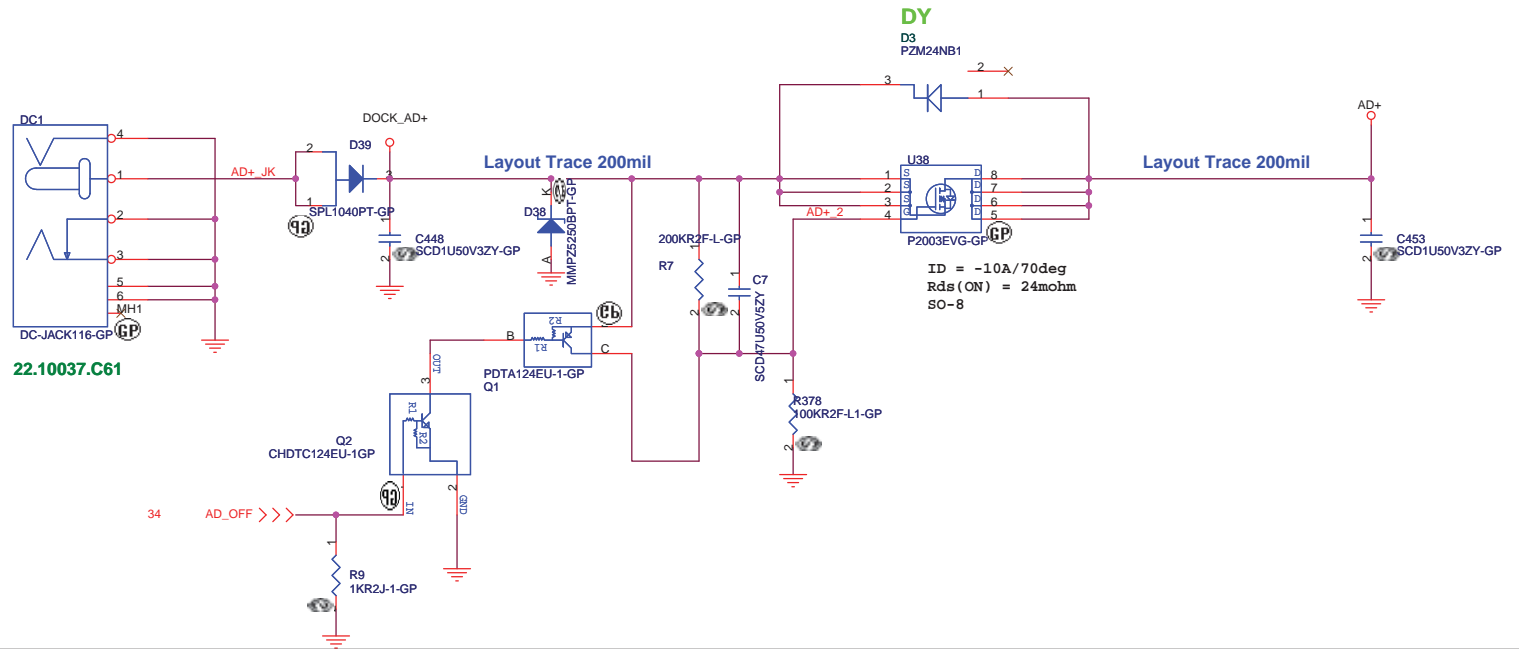 DY
D3
PZM24NB1
2
3
1
DC1
4
DOCK_AD+
AD+
D39
2
Layout Trace 200mil
U38
Layout Trace 200mil
1
AD+_JK
3
1
S
D
8
K
2
S
D
7
1
3
S
D
6
2
SPL1040PT-GP
D38
MMPZ5250BPT-GP
AD+_2
4
G
D
5
GP
1
C448
SCD1U50V3ZY-GP
2
A
200KR2F-L-GP
1
P2003EVG-GP
GP
1
C453
SCD1U50V3ZY-GP
2
3
R7
ID = -10A/70deg
Rds(ON) = 24mohm
SO-8
1
C7
SCD47U50V5ZY
2
2
5
6
MH1
DC-JACK116-GP
GP
22.10037.C61
R2
GP
B
R1
C
PDTA124EU-1-GP
Q1
OUT
3
1
R378
100KR2F-L1-GP
2
R1
R2
Q2
CHDTC124EU-1GP
GP
IN
2
GND
34
AD_OFF
1
R9
1KR2J-1-GP